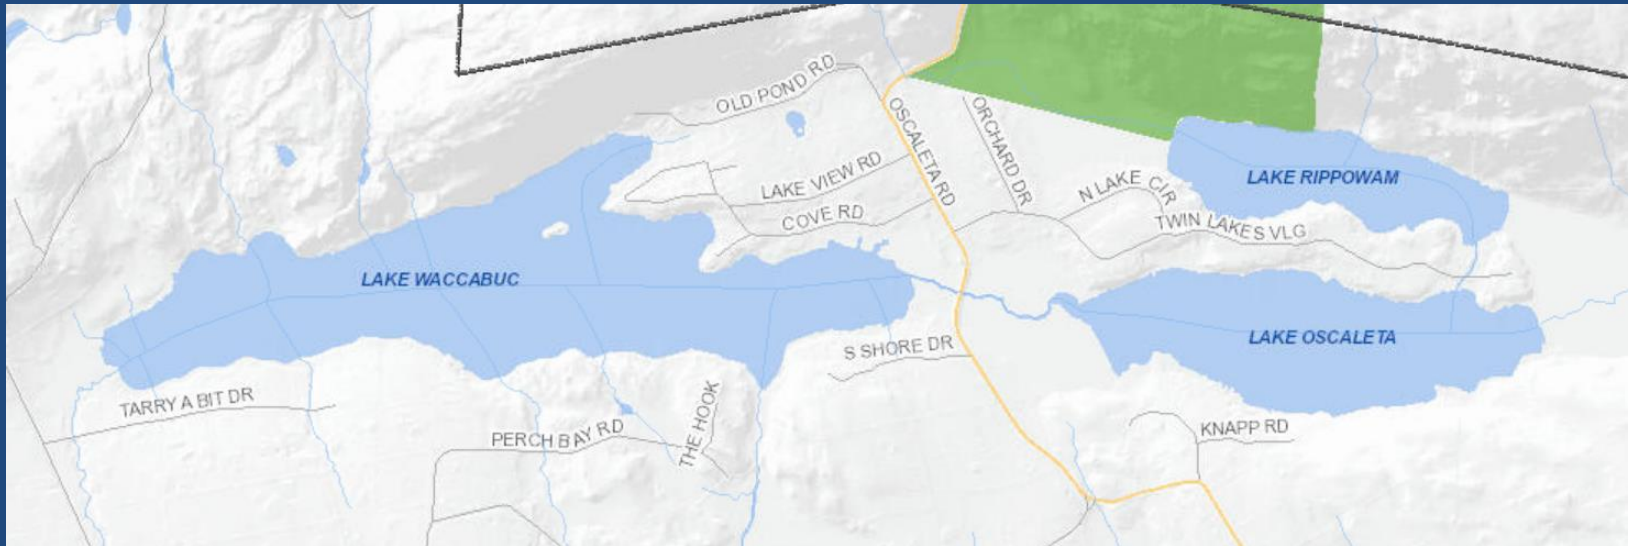 OLD POND RD
OSCALETA RD
ORCHARD DR
LAKE VIEW RD
N LAKE CIR
LAKE RIPPOWAM
COVE RD
TWIN LAKES VLG
LAKE WACCABUC
LAKE OSCALETA
S SHORE DR
TARRY A BIT DR
THE HOOK
PERCH BAY RD
KNAPP RD